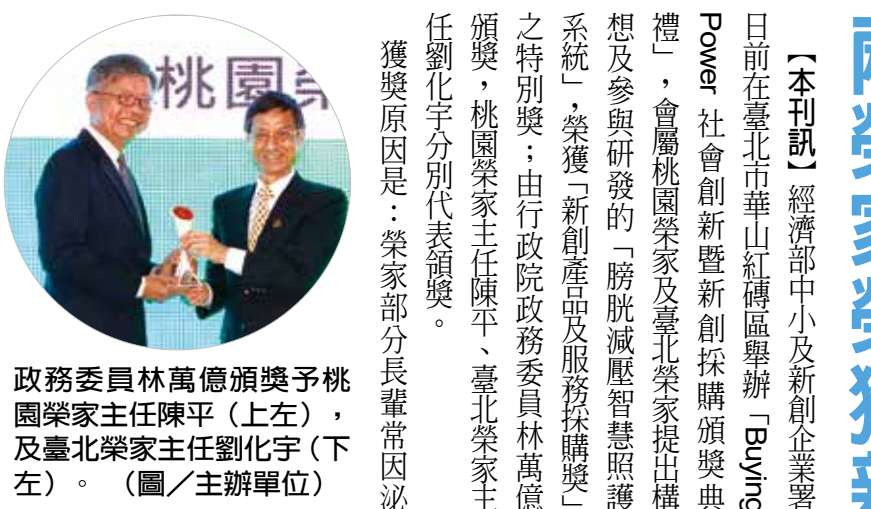 兩榮家榮獲新
【本刊訊】經濟部中小及新創企業署
日前在臺北市華山紅磚區舉辦「Buying
Power 社會創新暨新創採購頒獎典
禮」，會屬桃園榮家及臺北榮家提出構
想及參與研發的「膀胱減壓智慧照護
系統」，榮獲「新創產品及服務採購獎」
之特別獎；由行政院政務委員林萬億
頒獎，桃園榮家主任陳平、臺北榮家主
任劉化宇分別代表領獎。
獲獎原因是：榮家部分長輩常因泌
桃園
政務委員林萬億頒獎予桃
園榮家主任陳平（上左），
及臺北榮家主任劉化宇（下
左）。 （圖／主辦單位）